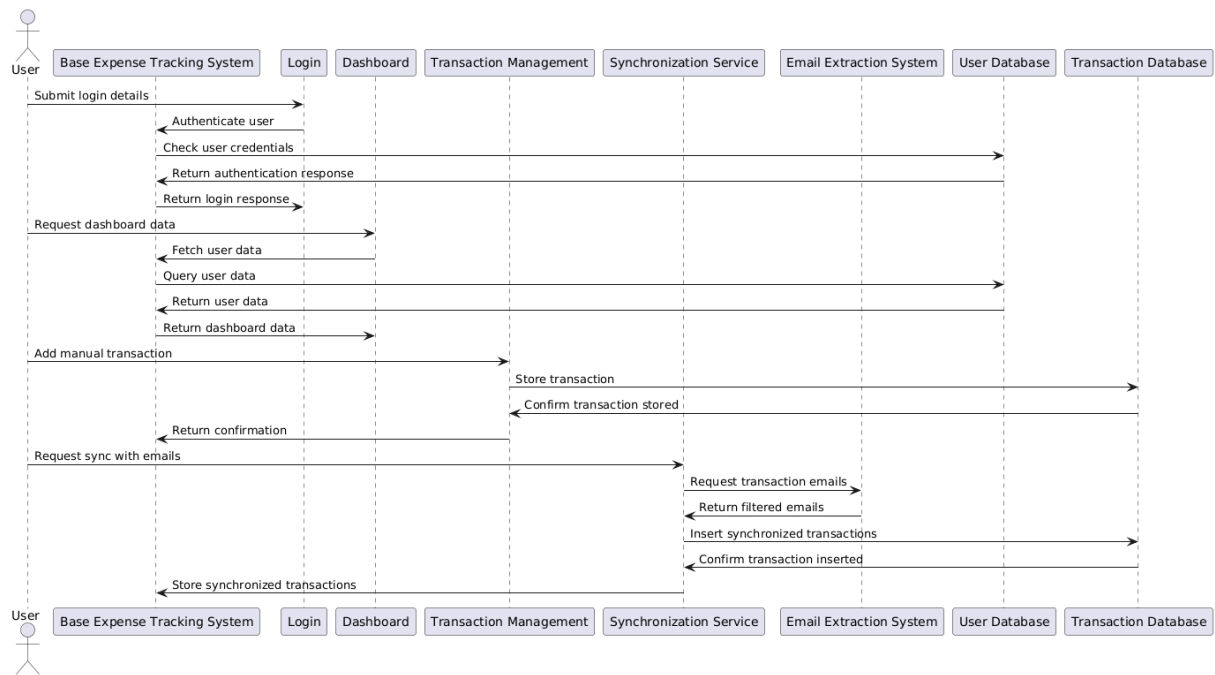 User
Base Expense Tracking System
Login
Dashboard
Transaction Management
Synchronization Service
Email Extraction System
User Database
Transaction Database
Submit login details
Authenticate user
Check user credentials
Return authentication response
Return login response
Request dashboard data
Fetch user data
Query user data
Return user data
Return dashboard data
Add manual transaction
Store transaction
Confirm transaction stored
Return confirmation
Request sync with emails
Request transaction emails
Return filtered emails
Insert synchronized transactions
Confirm transaction inserted
Store synchronized transactions
User
Base Expense Tracking System
Login
Dashboard
Transaction Management
Synchronization Service
Email Extraction System
User Database
Transaction Database